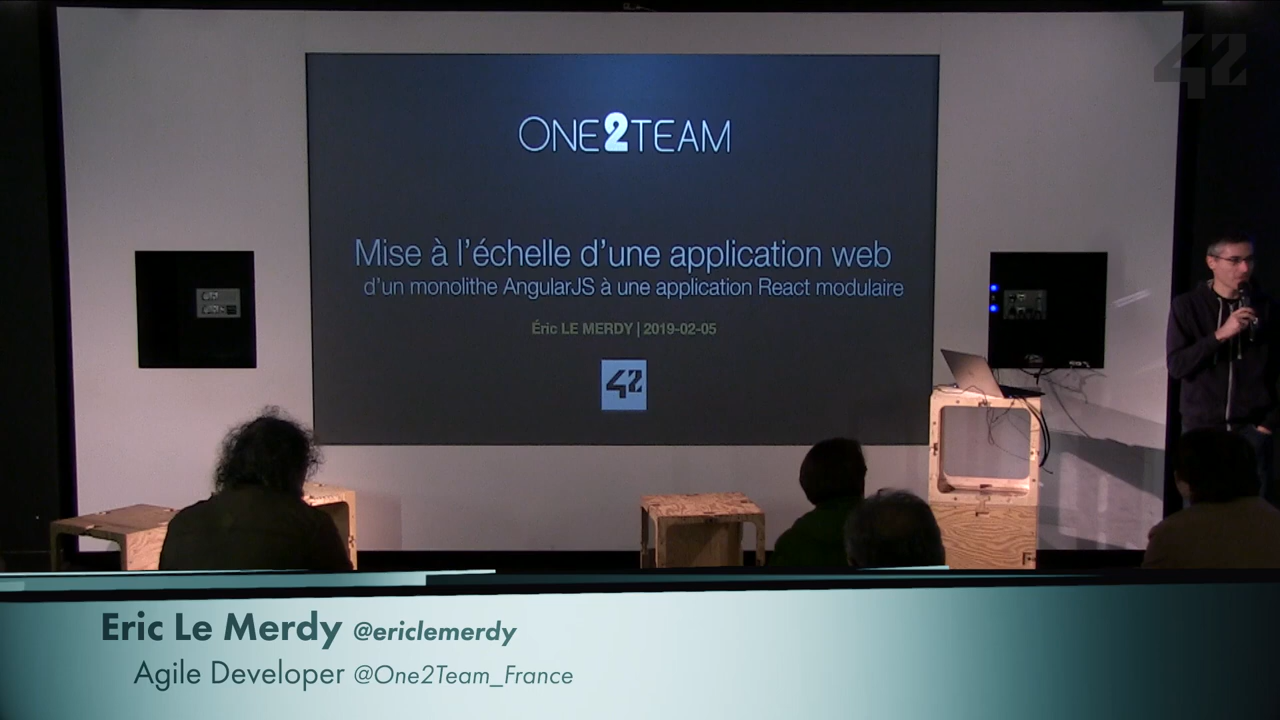 42
ONE2TEAM
Mise à l'échelle d'une application web
d'un monolithe AngularJS à une application React modulaire
Éric LE MERDY | 2019-02-05
42
Eric Le Merdy @ericlemerdy
Agile Developer @One2Team_France